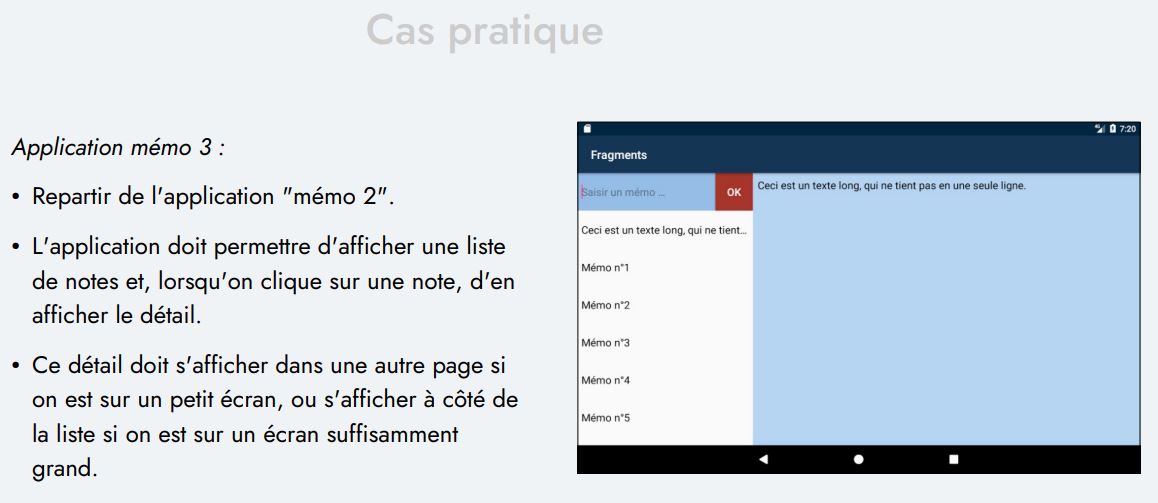 Cas pratique
Application mémo 3 :
• Repartir de l'application "mémo 2".
• L'application doit permettre d'afficher une liste
de notes et, lorsqu'on clique sur une note, d'en
afficher le détail.
• Ce détail doit s'afficher dans une autre page si
on est sur un petit écran, ou s'afficher à côté de
la liste si on est sur un écran suffisamment
grand.
7:20
Fragments
Saisir un mémo ...
OK
Ceci est un texte long, qui ne tient pas en une seule ligne.
Ceci est un texte long, qui ne tient...
Mémo n°1
Mémo n°2
Mémo n°3
Mémo n°4
Mémo n°5